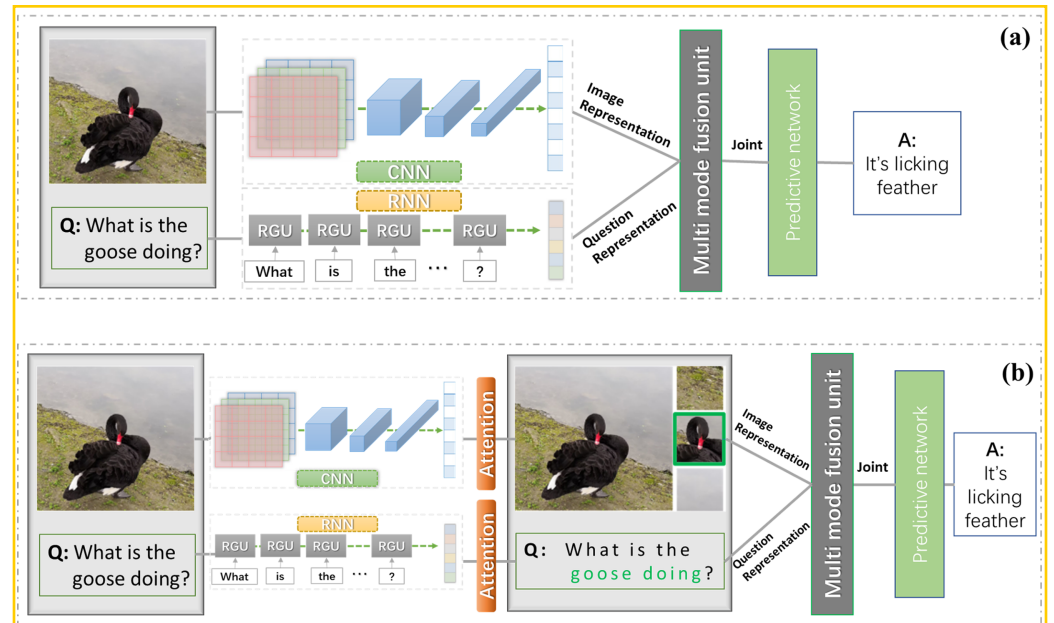 (a)
Q: What is the
goose doing?
CNN
RNN
RGU RGU RGU RGU
What is the ... ?
Image
Representation
Question
Representation
Multi mode fusion unit
Joint
Predictive network
A:
It's licking
feather
(b)
Q: What is the
goose doing?
CNN
RNN
RGU RGU RGU RGU
What is the ... ?
Attention
Attention
Q: What is the
goose doing?
Image
Representation
Question
Representation
Multi mode fusion unit
Joint
Predictive network
A:
It's
licking
feather